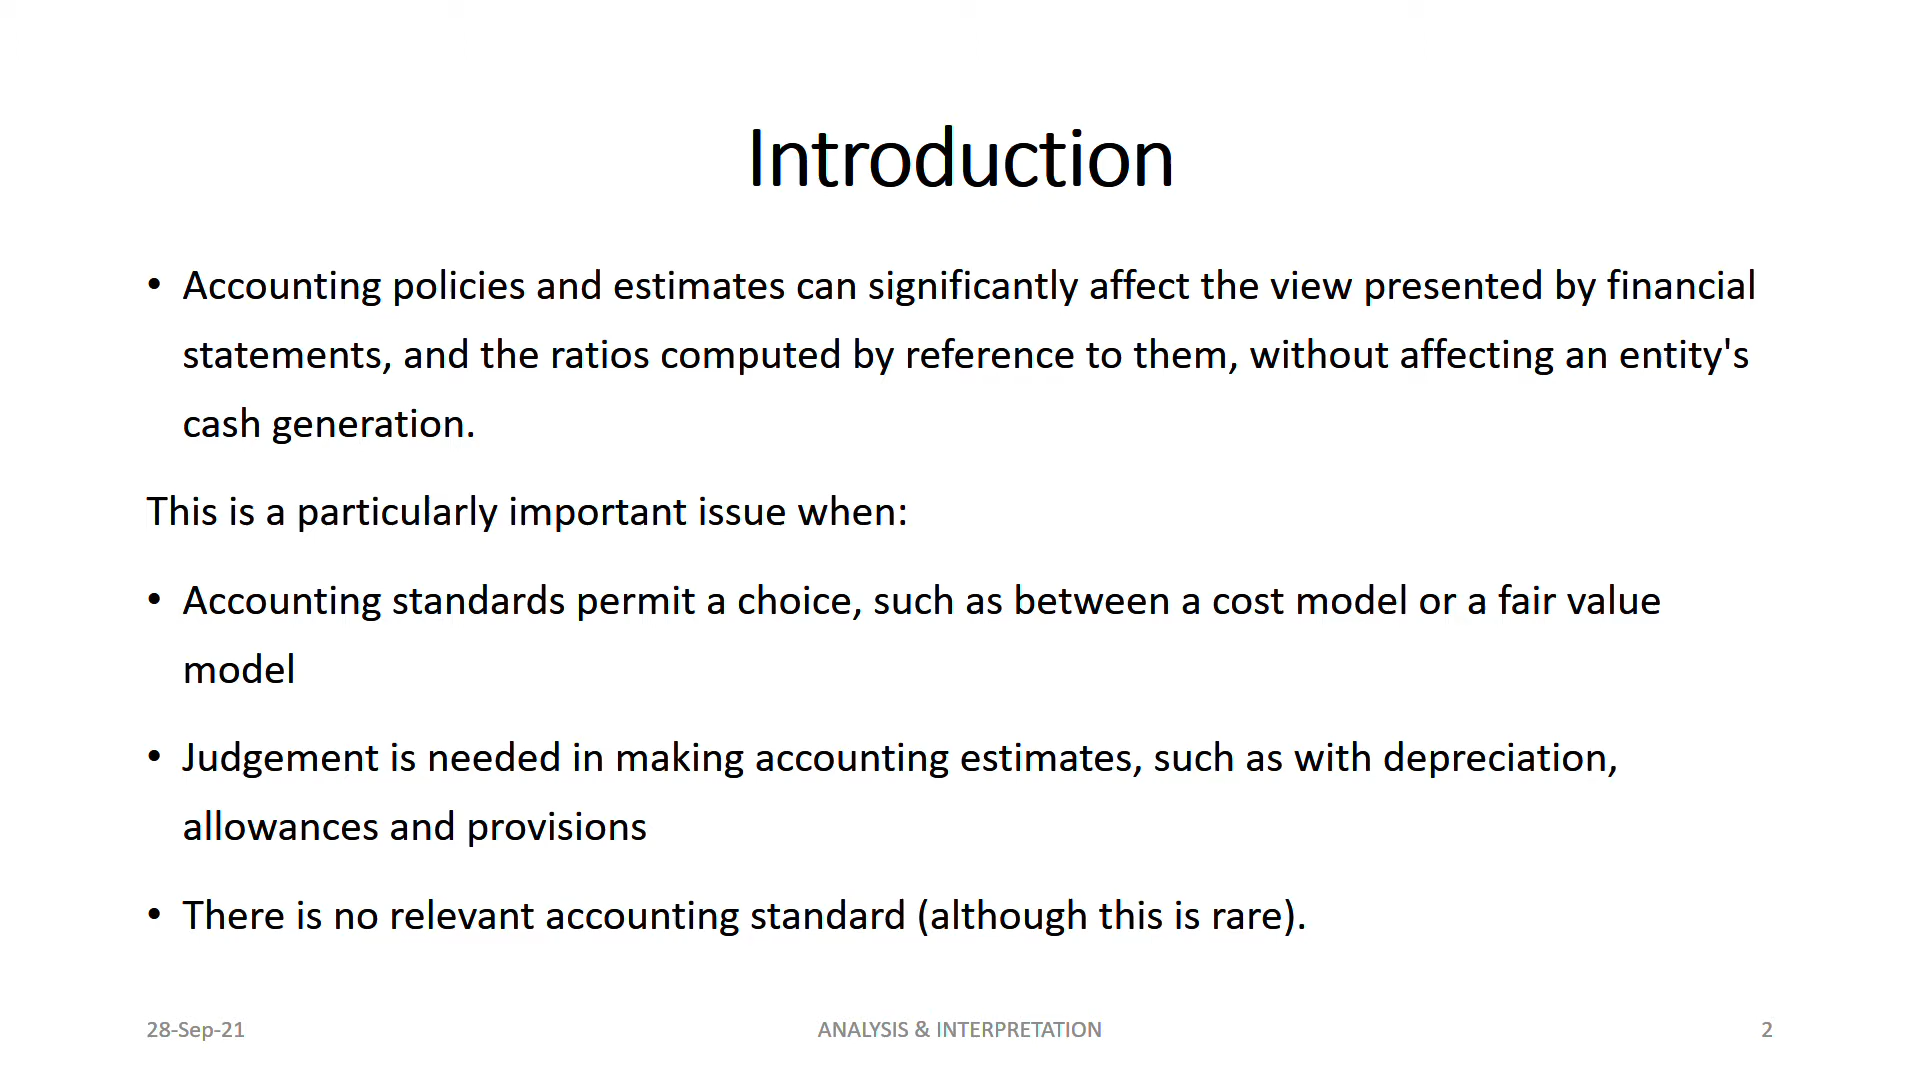 Introduction
• Accounting policies and estimates can significantly affect the view presented by financial
statements, and the ratios computed by reference to them, without affecting an entity's
cash generation.
This is a particularly important issue when:
• Accounting standards permit a choice, such as between a cost model or a fair value
model
• Judgement is needed in making accounting estimates, such as with depreciation,
allowances and provisions
• There is no relevant accounting standard (although this is rare).
28-Sep-21
ANALYSIS & INTERPRETATION
2